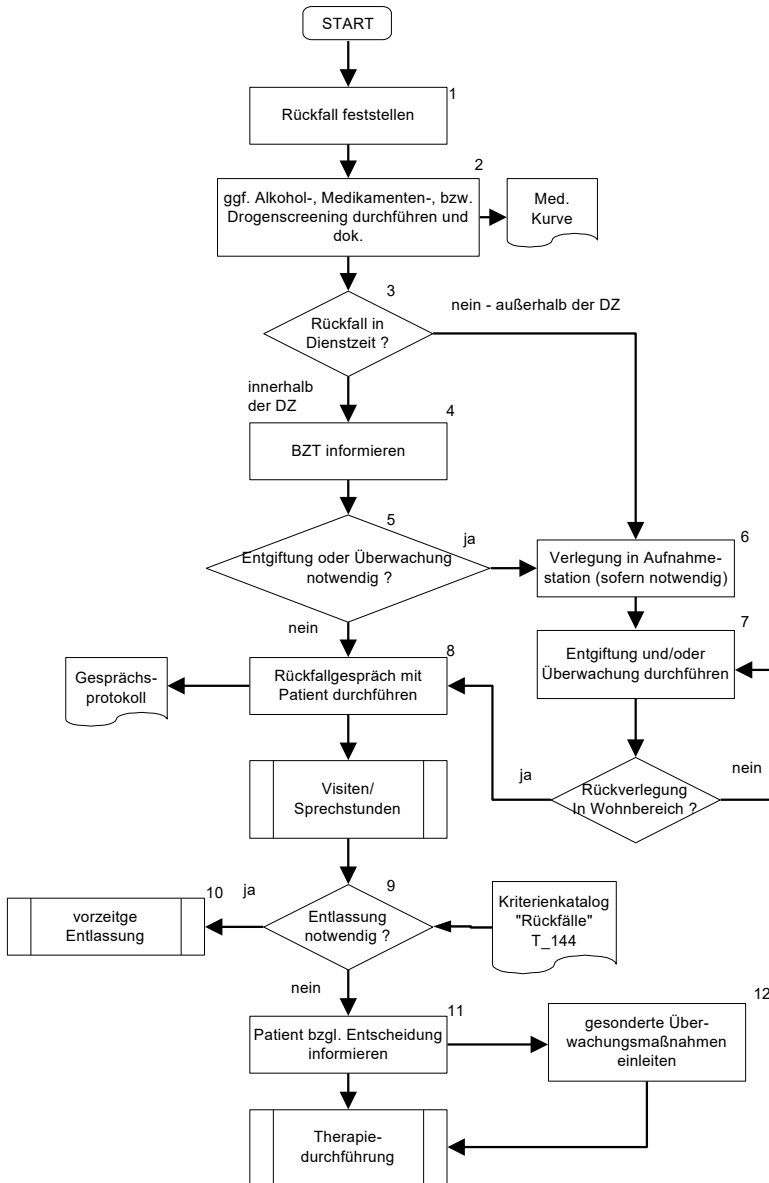 START
1
Rückfall feststellen
2
ggf. Alkohol-, Medikamenten-, bzw.
Drogenscreening durchführen und
dok.
Med.
Kurve
3
nein - außerhalb der DZ
Rückfall in
Dienstzeit ?
innerhalb
der DZ
4
BZT informieren
5
ja
Entgiftung oder Überwachung
notwendig ?
6
Verlegung in Aufnahme-
station (sofern notwendig)
nein
7
Entgiftung und/oder
Überwachung durchführen
8
Rückfallgespräch mit
Patient durchführen
Gesprächs-
protokoll
ja
nein
Rückverlegung
In Wohnbereich ?
Visiten/
Sprechstunden
9
10
ja
vorzeitge
Entlassung
Entlassung
notwendig ?
Kriterienkatalog
"Rückfälle"
T_144
nein
11
Patient bzgl. Entscheidung
informieren
12
gesonderte Über-
wachungsmaßnahmen
einleiten
Therapie-
durchführung